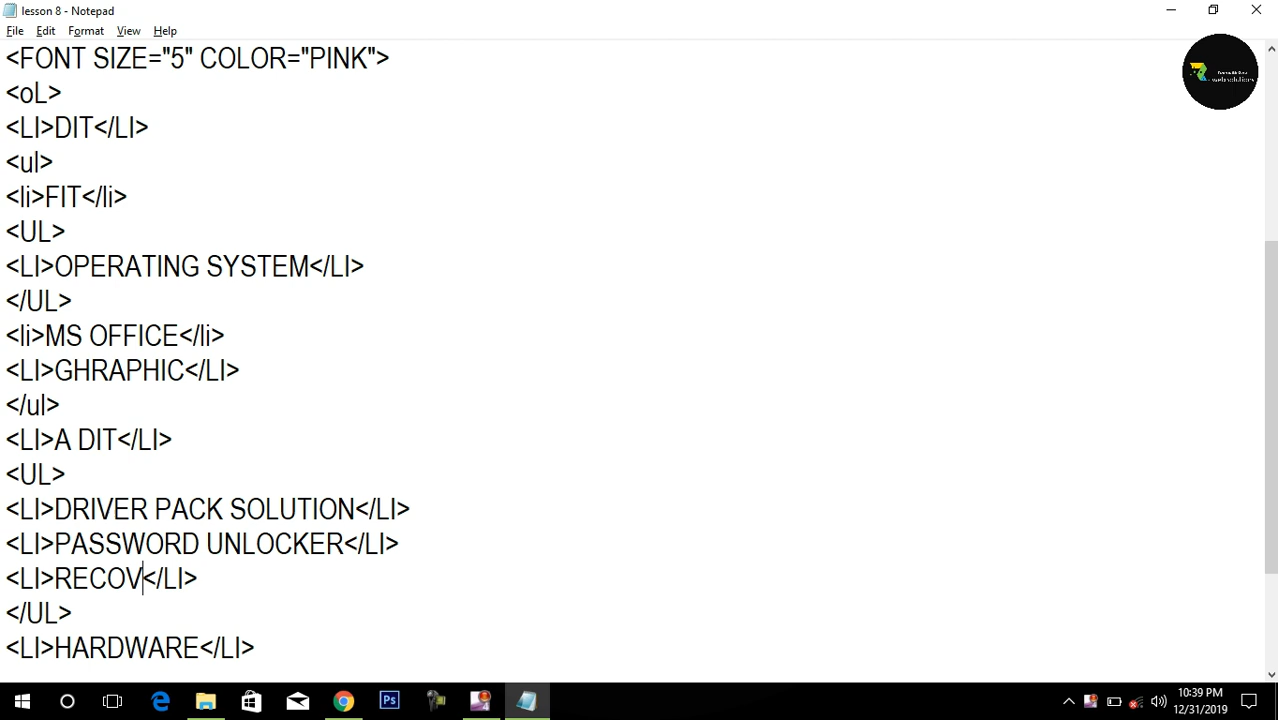 lesson 8 - Notepad
File Edit Format View Help
<FONT SIZE="5" COLOR="PINK">
<oL>
<LI>DIT</LI>
<ul>
<li>FIT</li>
<UL>
<LI>OPERATING SYSTEM</LI>
</UL>
<li>MS OFFICE</li>
<LI>GHRAPHIC</LI>
</ul>
<LI>A DIT</LI>
<UL>
<LI>DRIVER PACK SOLUTION</LI>
<LI>PASSWORD UNLOCKER</LI>
<LI>RECOV</LI>
</UL>
<LI>HARDWARE</LI>
Ps
10:39 PM
12/31/2019